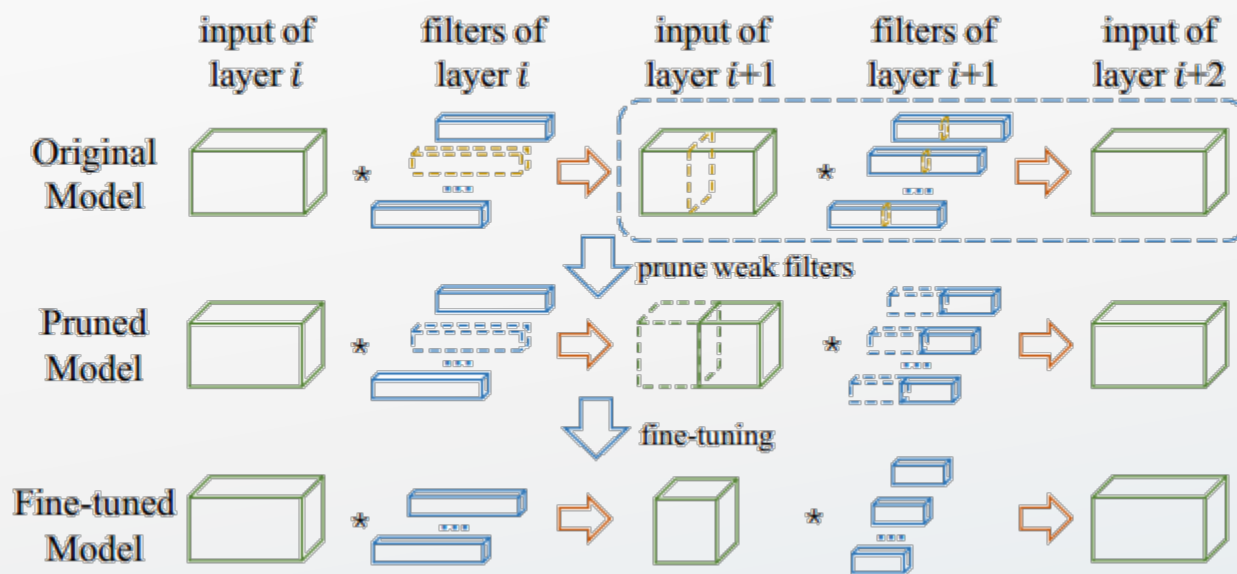 input of
layer i
filters of
layer i
input of
layer i+1
filters of
layer i+1
input of
layer i+2
Original
Model
*
*
prune weak filters
Pruned
Model
*
*
fine-tuning
Fine-tuned
Model
*
*